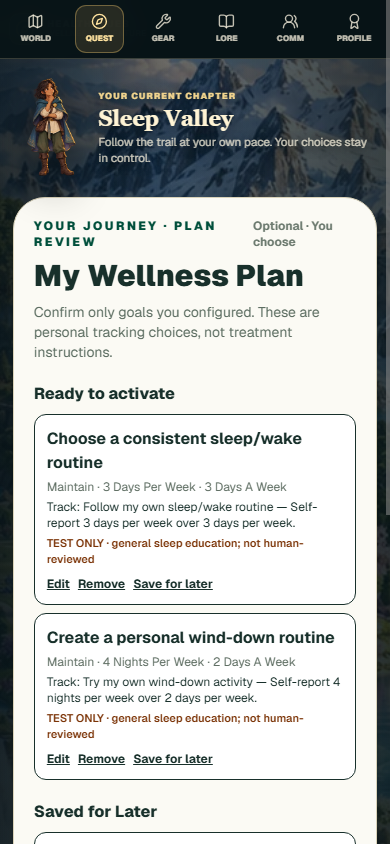 WORLD
QUEST
GEAR
LORE
COMM
PROFILE
YOUR CURRENT CHAPTER
Sleep Valley
Follow the trail at your own pace. Your choices stay
in control.
YOUR JOURNEY · PLAN
REVIEW
Optional · You
choose
My Wellness Plan
Confirm only goals you configured. These are
personal tracking choices, not treatment
instructions.
Ready to activate
Choose a consistent sleep/wake
routine
Maintain · 3 Days Per Week · 3 Days A Week
Track: Follow my own sleep/wake routine — Self-
report 3 days per week over 3 days per week.
TEST ONLY · general sleep education; not human-
reviewed
Edit Remove Save for later
Create a personal wind-down routine
Maintain · 4 Nights Per Week · 2 Days A Week
Track: Try my own wind-down activity — Self-report 4
nights per week over 2 days per week.
TEST ONLY · general sleep education; not human-
reviewed
Edit Remove Save for later
Saved for Later